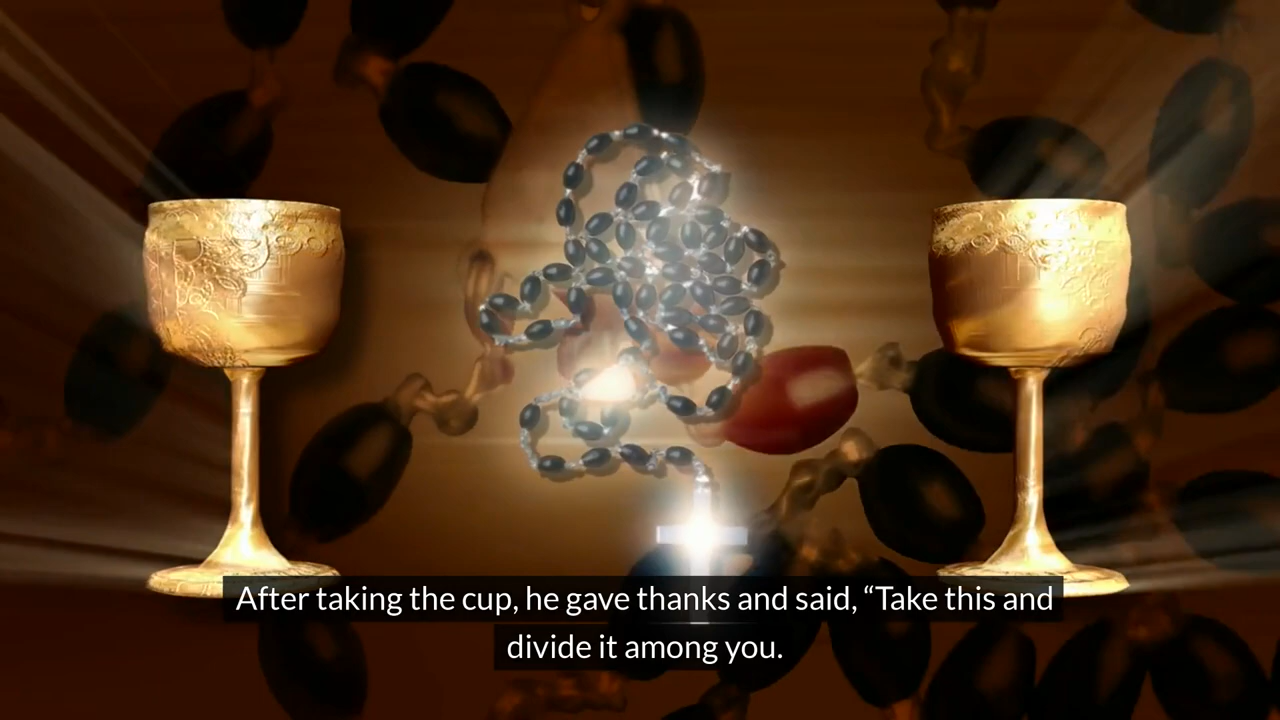 After taking the cup, he gave thanks and said, “Take this and
divide it among you.